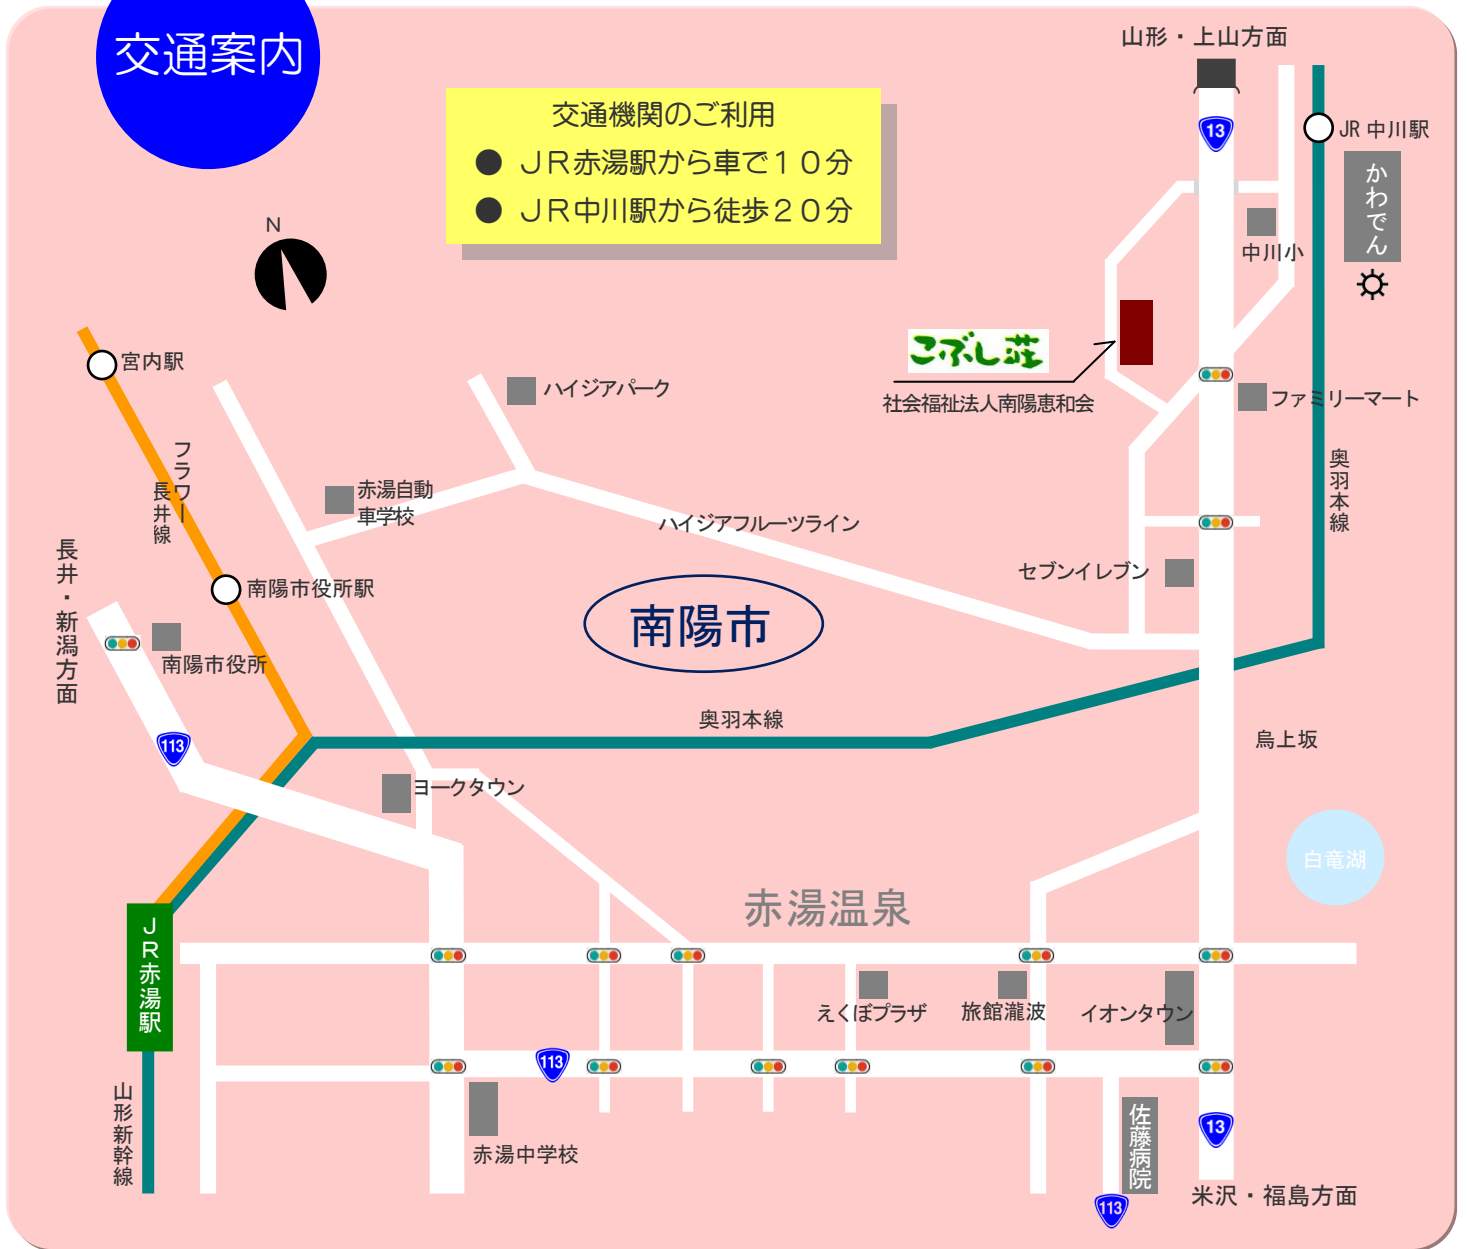 交通案内
山形・上山方面
交通機関のご利用
● ＪＲ赤湯駅から車で１０分
● ＪＲ中川駅から徒歩２０分
13
JR 中川駅
かわでん
N
中川小
宮内駅
こぶし荘
社会福祉法人南陽恵和会
ハイジアパーク
ファミリーマート
フラワー
長井線
赤湯自動
車学校
奥羽本線
ハイジアフルーツライン
長井・新潟方面
セブンイレブン
南陽市役所駅
南陽市
南陽市役所
奥羽本線
113
烏上坂
ヨークタウン
白竜湖
赤湯温泉
ＪＲ赤湯駅
えくぼプラザ
旅館瀧波
イオンタウン
113
山形新幹線
赤湯中学校
佐藤病院
13
米沢・福島方面
113